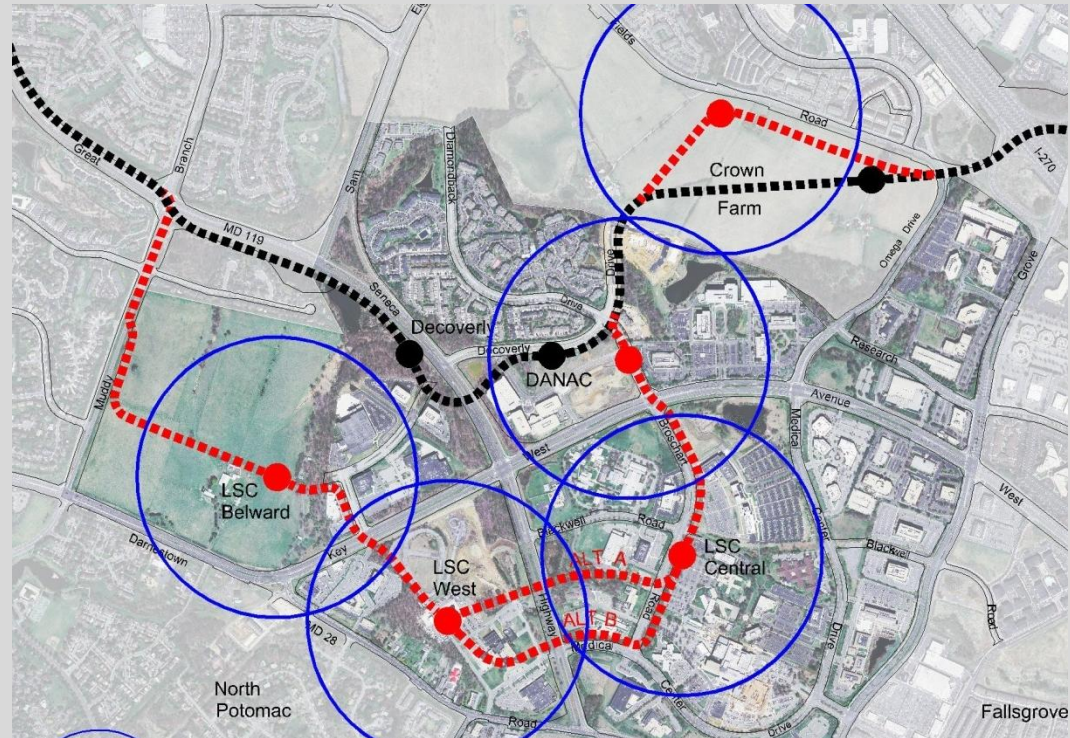 Fields
Road
I-270
Great
Branch
Sam
Diamondback
Crown
Farm
Omega Drive
Grove
MD 119
Seneca
Drive
Drive
Decoverly
Decoverly
DANAC
Research
Muddy
Avenue
West
Broschart
Medical
West
LSC
Belward
Key
Blackwell
Road
LSC
Central
Center
Blackwell
Darnestown
LSC
West
ALT. A
Highway
ALT. B
Road
Medical
Road
MD 28
Drive
North
Potomac
Center
Road
Drive
Fallsgrove